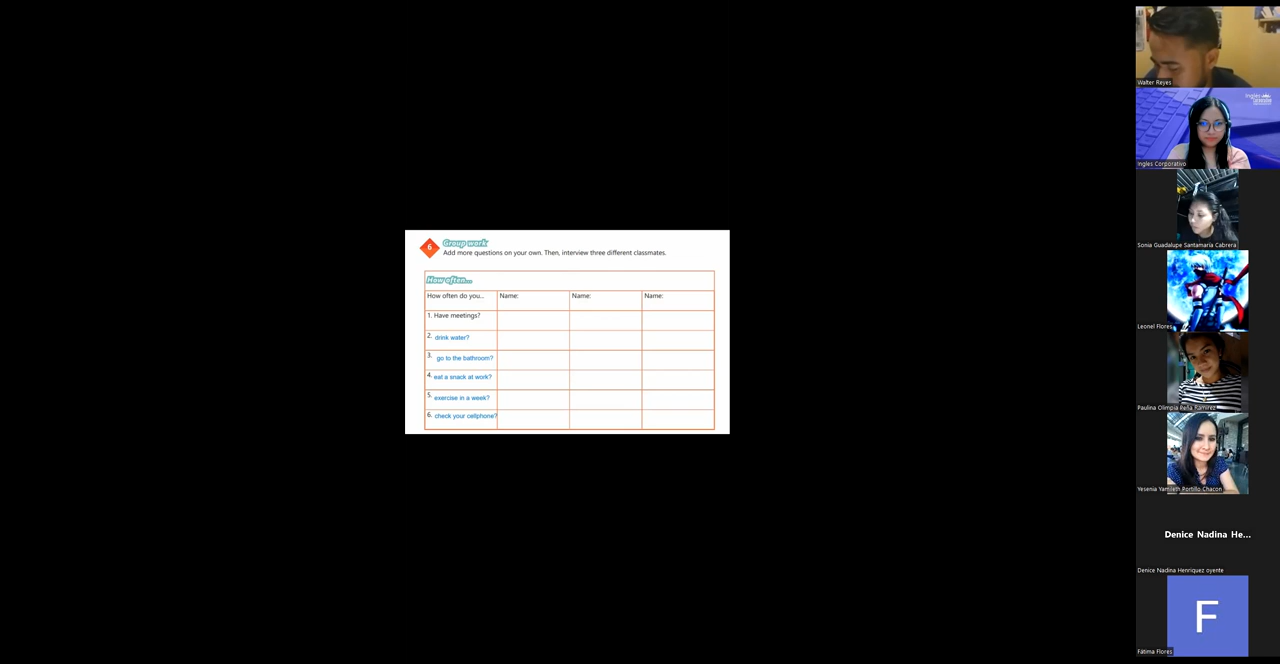 6
Group work
Add more questions on your own. Then, interview three different classmates.
How often...
How often do you... Name: Name: Name:
1. Have meetings?
2. drink water?
3. go to the bathroom?
4. eat a snack at work?
5. exercise in a week?
6. check your cellphone?
Walter Reyes
Ingles Corporativo
Sonia Guadalupe Santamaría Cabrera
Leonel Flores
Paulina Olimpia Peña Ramirez
Yesenia Yamileth Portillo Chacon
Denice Nadina He...
Denice Nadina Henriquez oyente
F
Fátima Flores